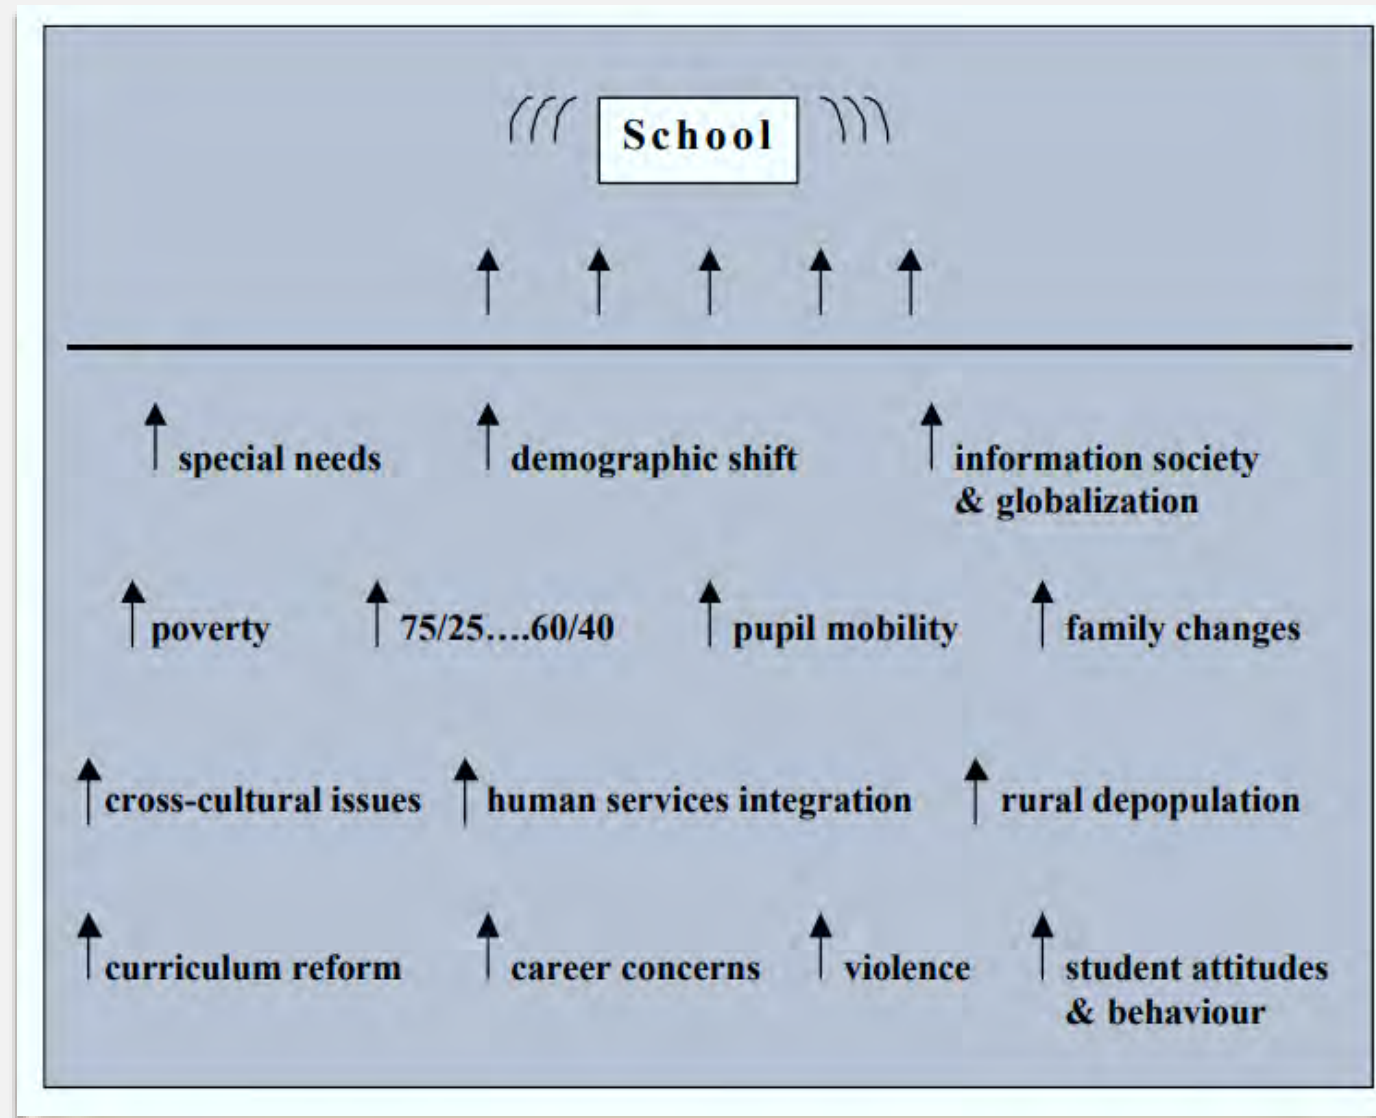 School
special needs
demographic shift
information society
& globalization
poverty
75/25....60/40
pupil mobility
family changes
cross-cultural issues
human services integration
rural depopulation
curriculum reform
career concerns
violence
student attitudes
& behaviour